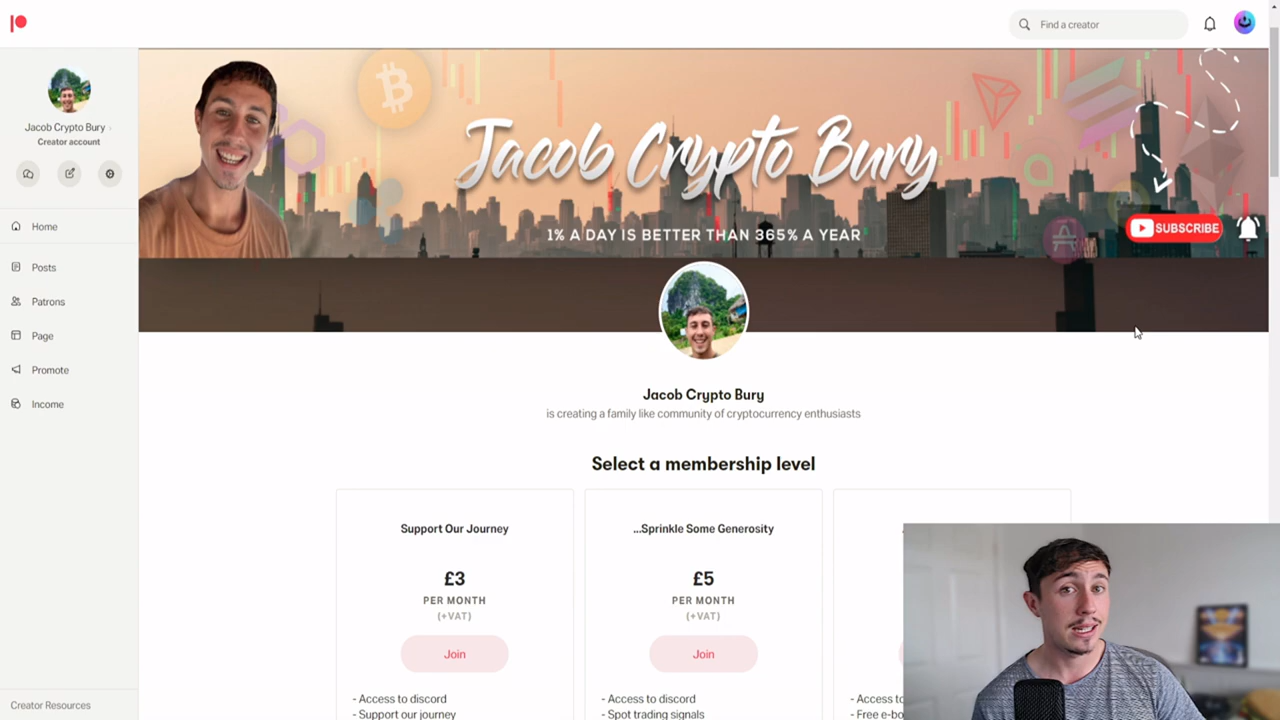 Find a creator
Jacob Crypto Bury
Creator account
Home
Posts
Patrons
Page
Promote
Income
Creator Resources
Jacob Crypto Bury
1% A DAY IS BETTER THAN 365% A YEAR
SUBSCRIBE
Jacob Crypto Bury
is creating a family like community of cryptocurrency enthusiasts
Select a membership level
Support Our Journey
£3
PER MONTH
(+VAT)
Join
- Access to discord
- Support our journey
...Sprinkle Some Generosity
£5
PER MONTH
(+VAT)
Join
- Access to discord
- Spot trading signals
- Access
- Free